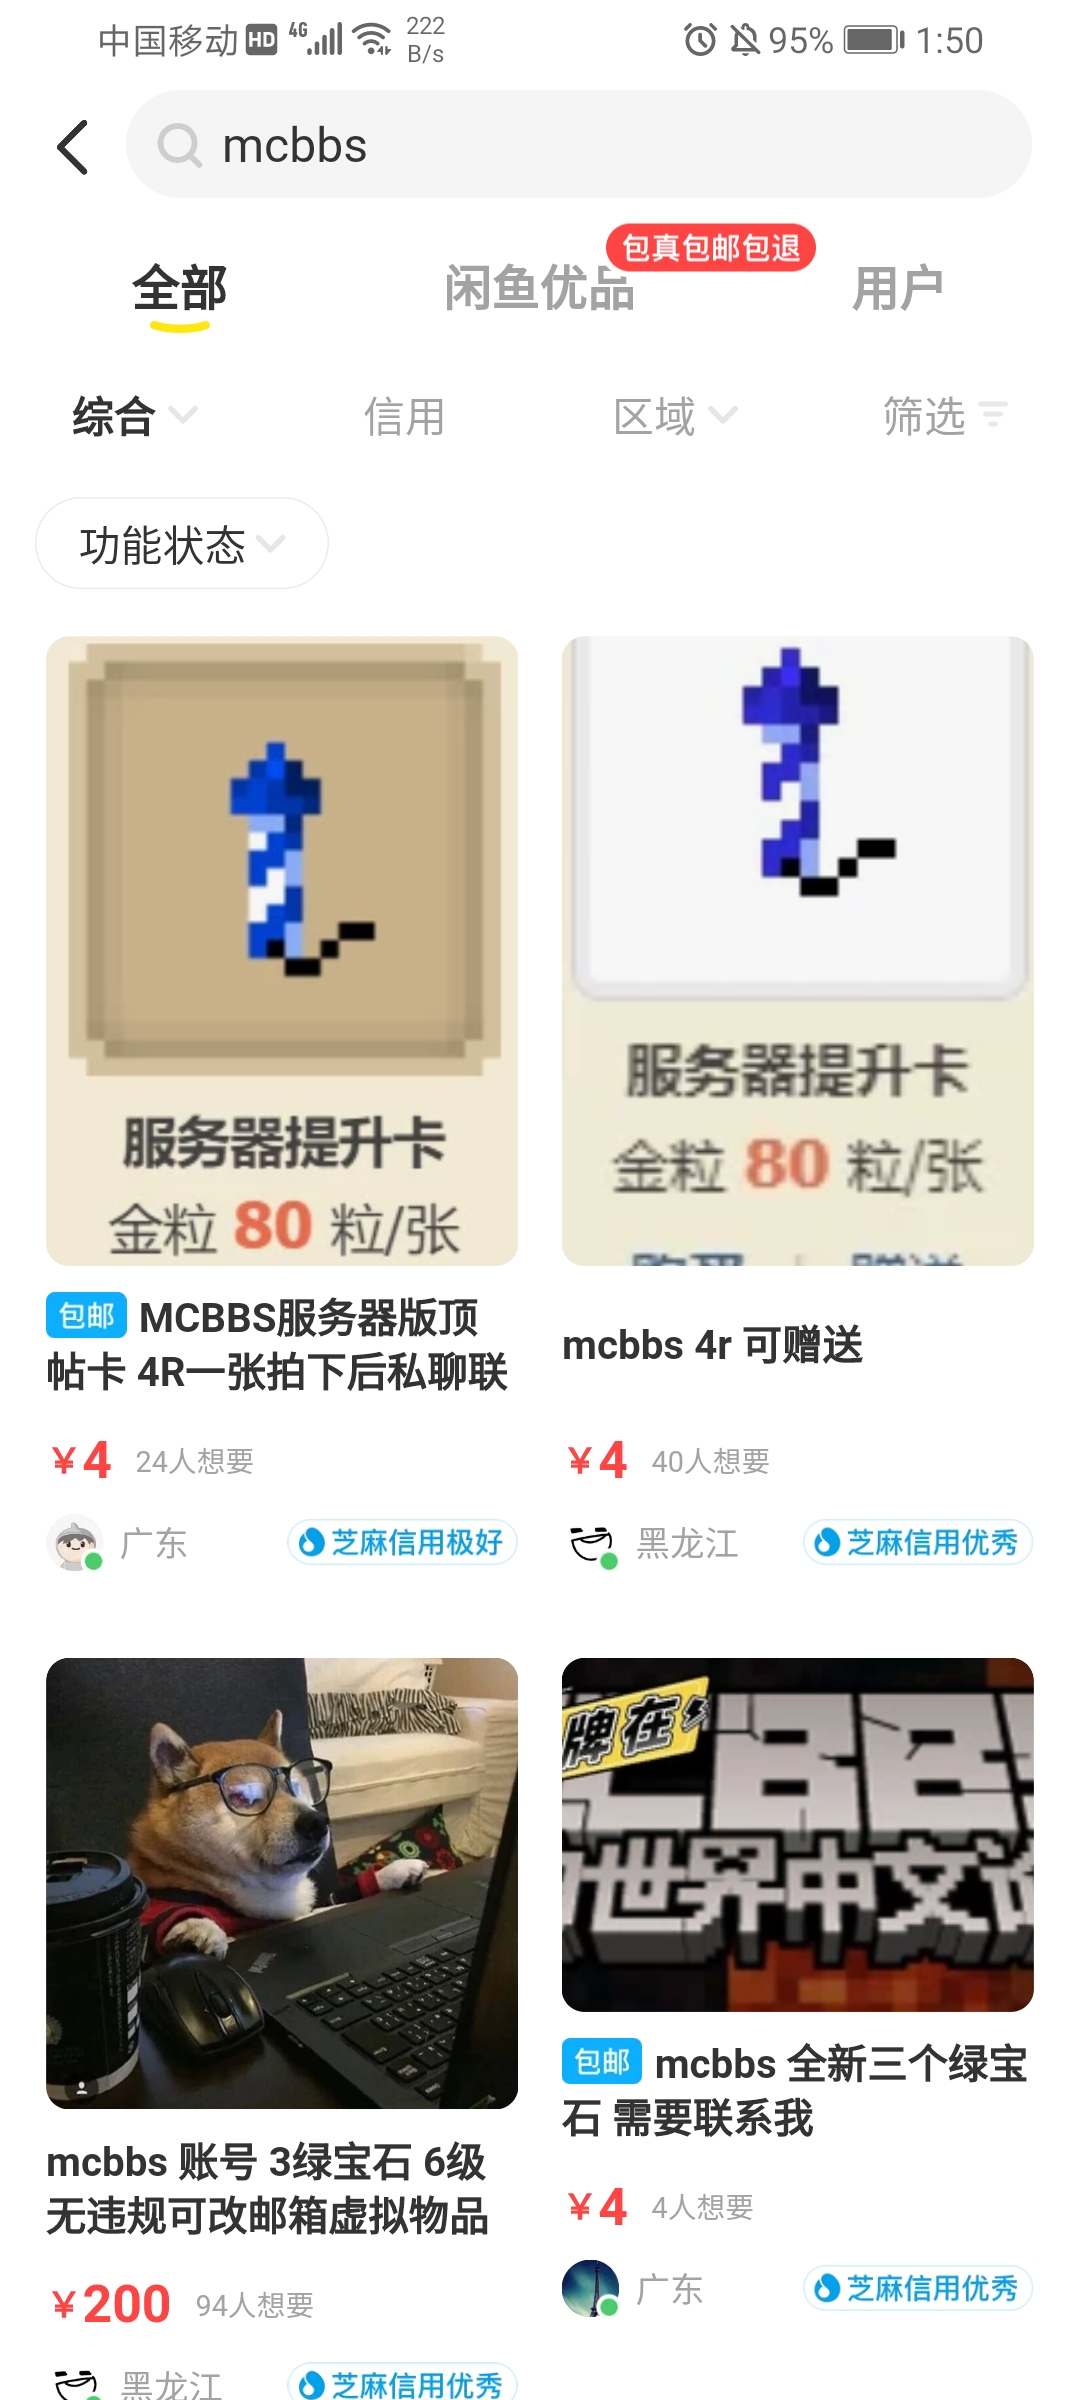 中国移动 HD 4G 222 B/s 95% 1:50
mcbbs
包真包邮包退
全部 闲鱼优品 用户
综合 信用 区域 筛选
功能状态
服务器提升卡
金粒 80 粒/张
服务器提升卡
金粒 80 粒/张
购买 | 赠送
包邮 MCBBS服务器版顶
帖卡 4R一张拍下后私聊联
¥4 24人想要
广东 芝麻信用极好
mcbbs 4r 可赠送
¥4 40人想要
黑龙江 芝麻信用优秀
牌在
BB
世界中文
mcbbs 账号 3绿宝石 6级
无违规可改邮箱虚拟物品
¥200 94人想要
黑龙江 芝麻信用优秀
包邮 mcbbs 全新三个绿宝
石 需要联系我
¥4 4人想要
广东 芝麻信用优秀